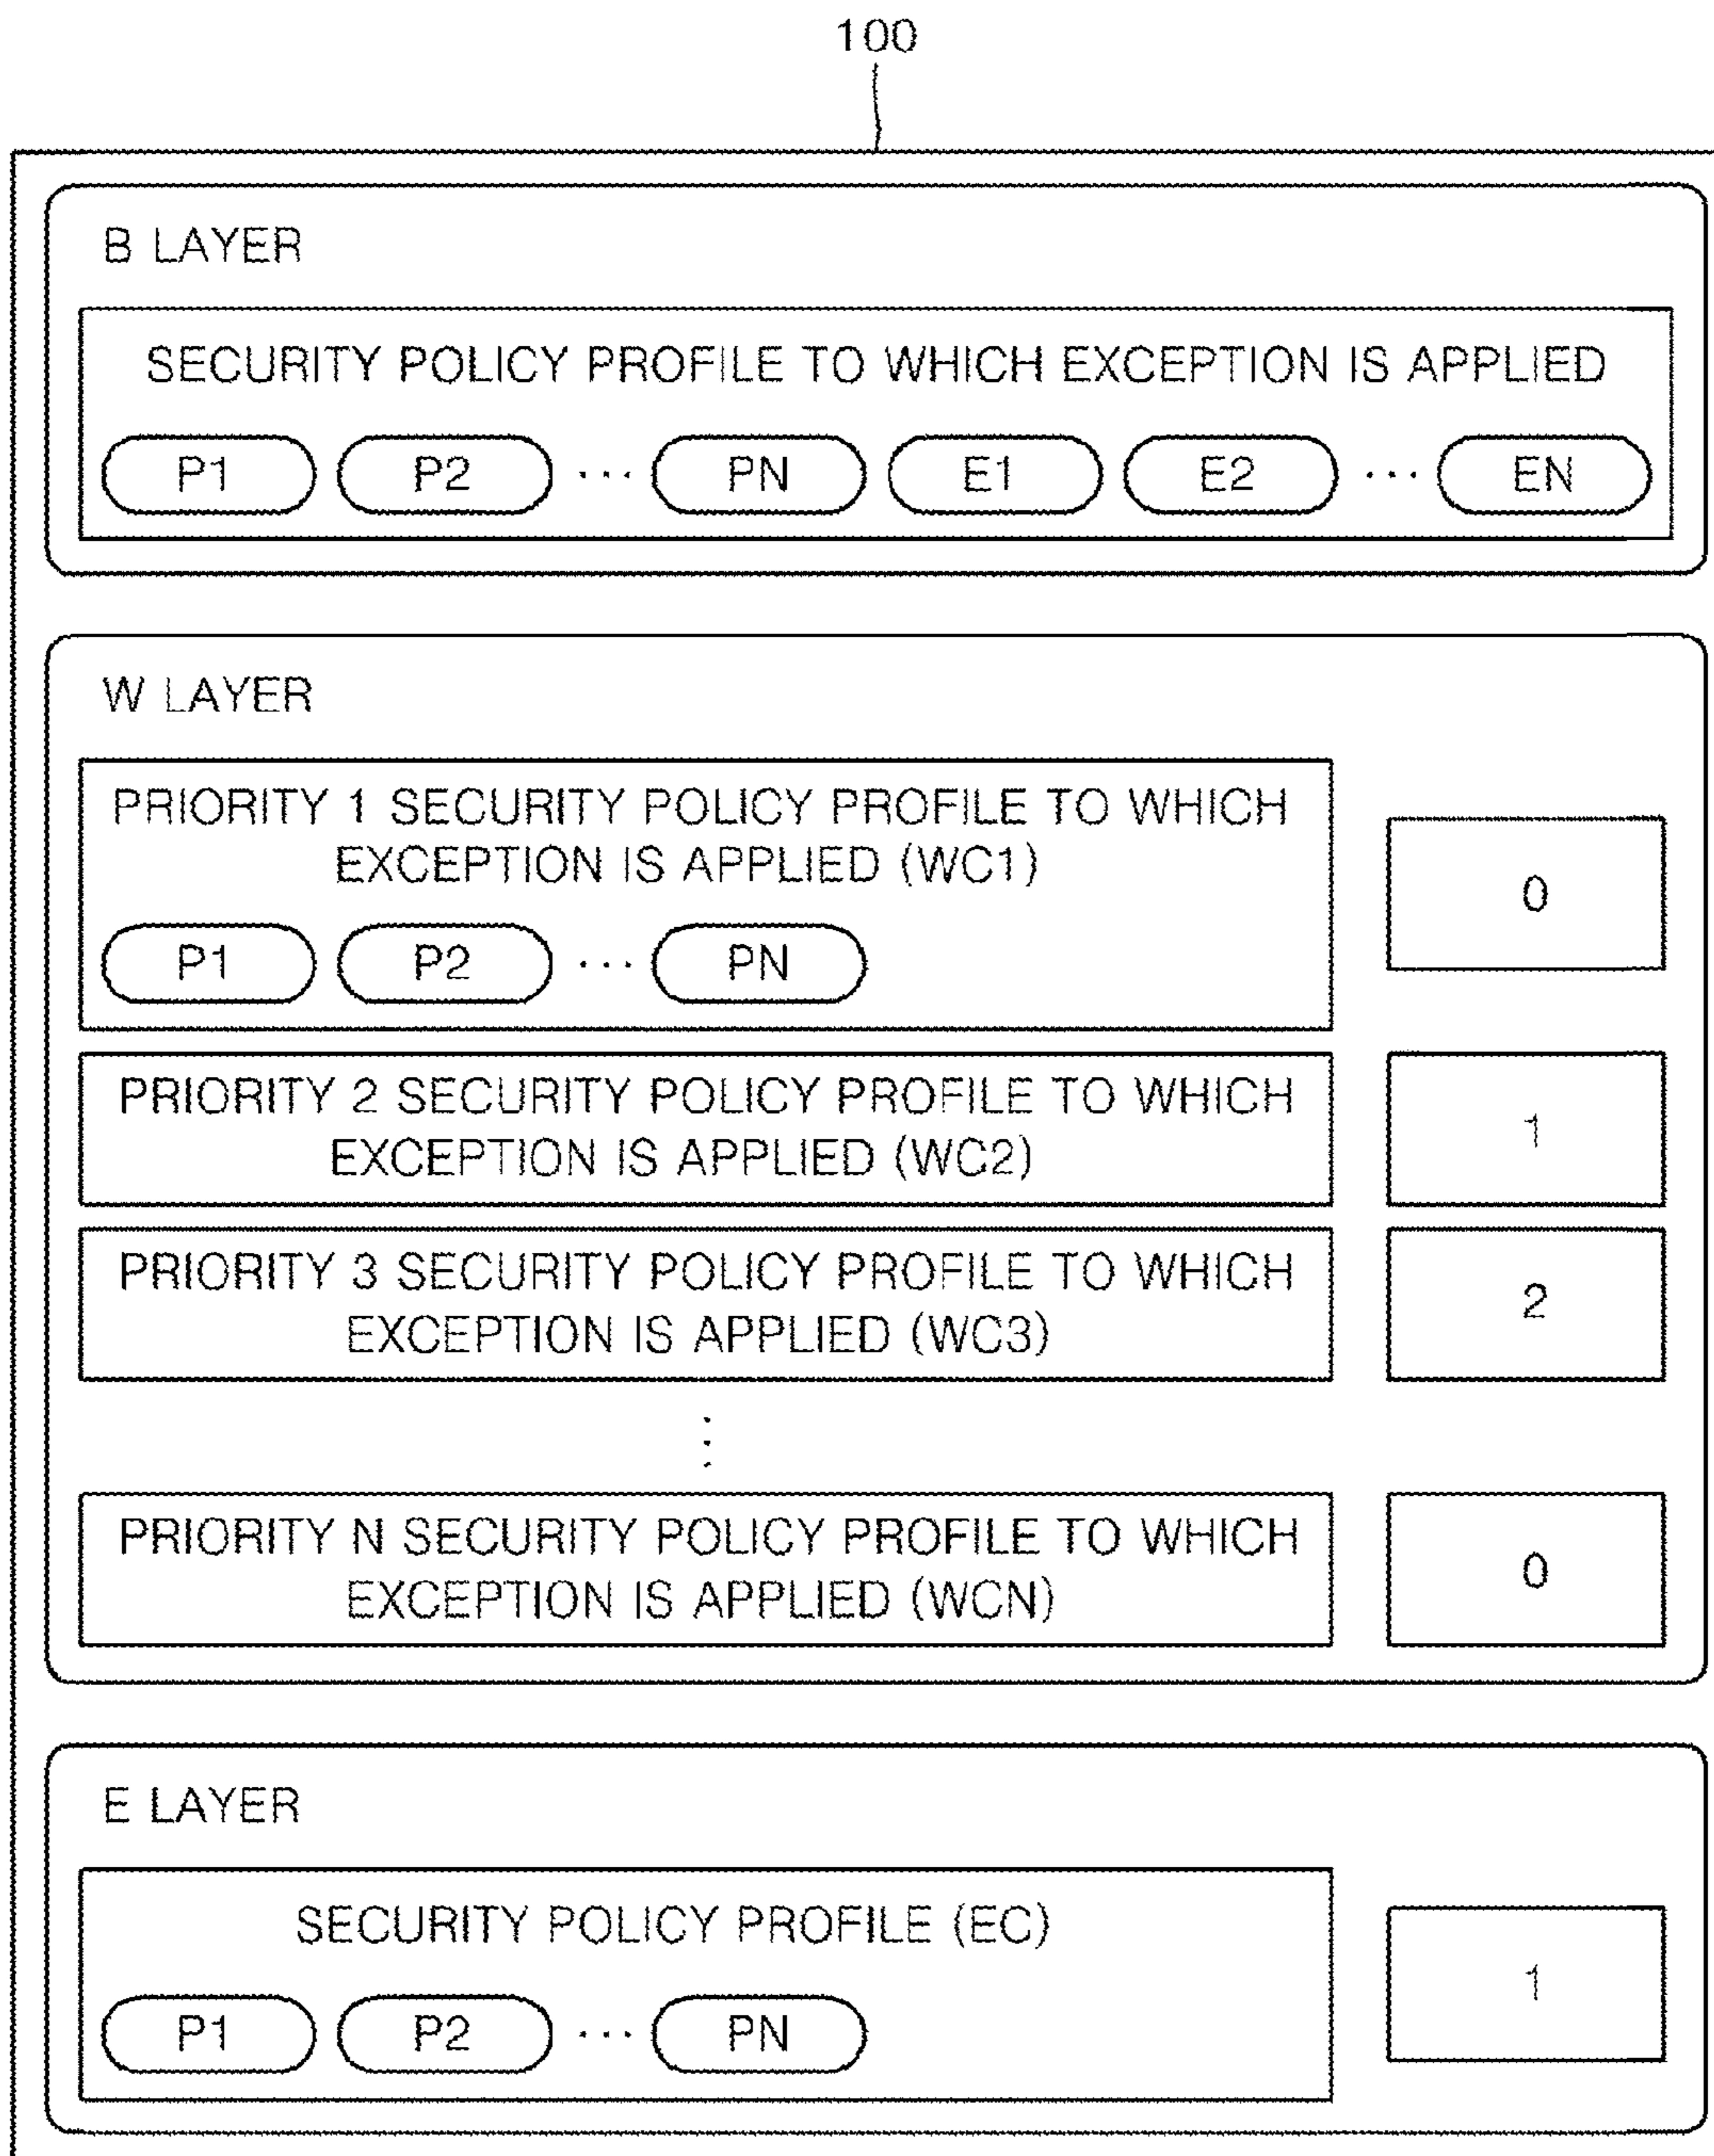 100
B LAYER
SECURITY POLICY PROFILE TO WHICH EXCEPTION IS APPLIED
P1 P2 ... PN E1 E2 ... EN
W LAYER
PRIORITY 1 SECURITY POLICY PROFILE TO WHICH
EXCEPTION IS APPLIED (WC1)
0
P1 P2 ... PN
PRIORITY 2 SECURITY POLICY PROFILE TO WHICH
EXCEPTION IS APPLIED (WC2)
1
PRIORITY 3 SECURITY POLICY PROFILE TO WHICH
EXCEPTION IS APPLIED (WC3)
2
⋮
PRIORITY N SECURITY POLICY PROFILE TO WHICH
EXCEPTION IS APPLIED (WCN)
0
E LAYER
SECURITY POLICY PROFILE (EC)
1
P1 P2 ... PN